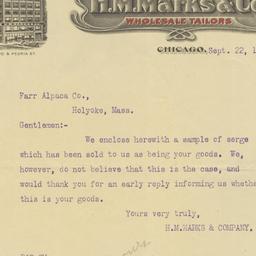 H.M.Marks & Co.
WHOLESALE TAILORS
& PEORIA ST.
CHICAGO, Sept. 22, 1
Farr Alpaca Co.,
Holyoke, Mass.
Gentlemen:-
We enclose herewith a sample of serge
which has been sold to us as being your goods. We,
however, do not believe that this is the case, and
would thank you for an early reply informing us whethe
this is your goods.
Yours very truly,
H.M.MARKS & COMPANY.